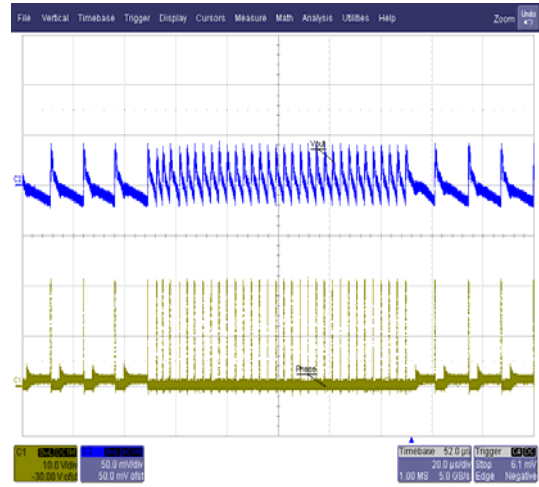 File Vertical Timebase Trigger Display Cursors Measure Math Analysis Utilities Help Zoom Undo
Vout
Phase
C1
10.0 V/div
-30.00 V ofst
50.0 mV/div
50.0 mV ofst
Timebase 52.0 µs
20.0 µs/div
1.00 MS 5.0 GS/s
Trigger
Stop 6.1 mV
Edge Negative